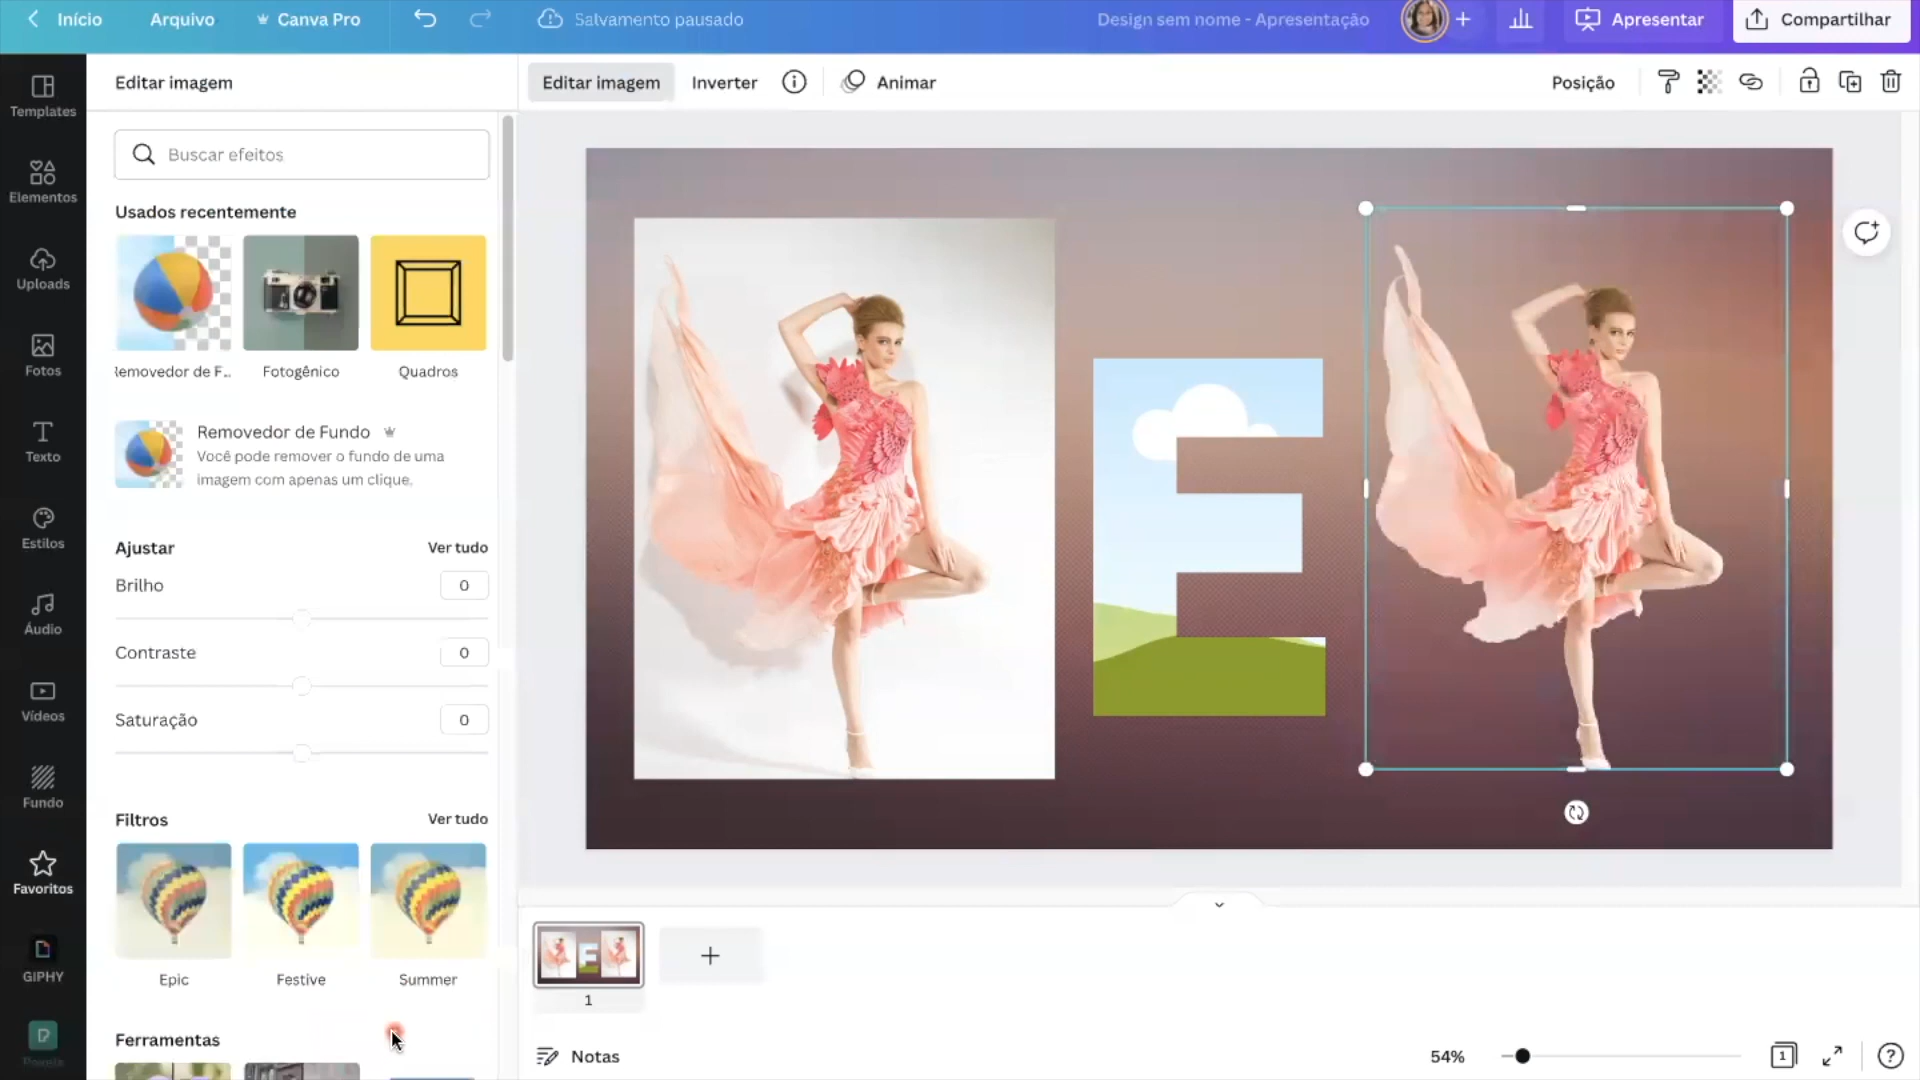 Início
Arquivo
Canva Pro
Salvamento pausado
Design sem nome - Apresentação
Apresentar
Compartilhar
Templates
Elementos
Uploads
Fotos
Texto
Estilos
Áudio
Vídeos
Fundo
Favoritos
GIPHY
Editar imagem
Buscar efeitos
Usados recentemente
Removedor de F...
Fotogênico
Quadros
Removedor de Fundo
Você pode remover o fundo de uma
imagem com apenas um clique.
Ajustar
Ver tudo
Brilho
0
Contraste
0
Saturação
0
Filtros
Ver tudo
Epic
Festive
Summer
Ferramentas
Editar imagem
Inverter
Animar
Posição
E
1
Notas
54%
1
?